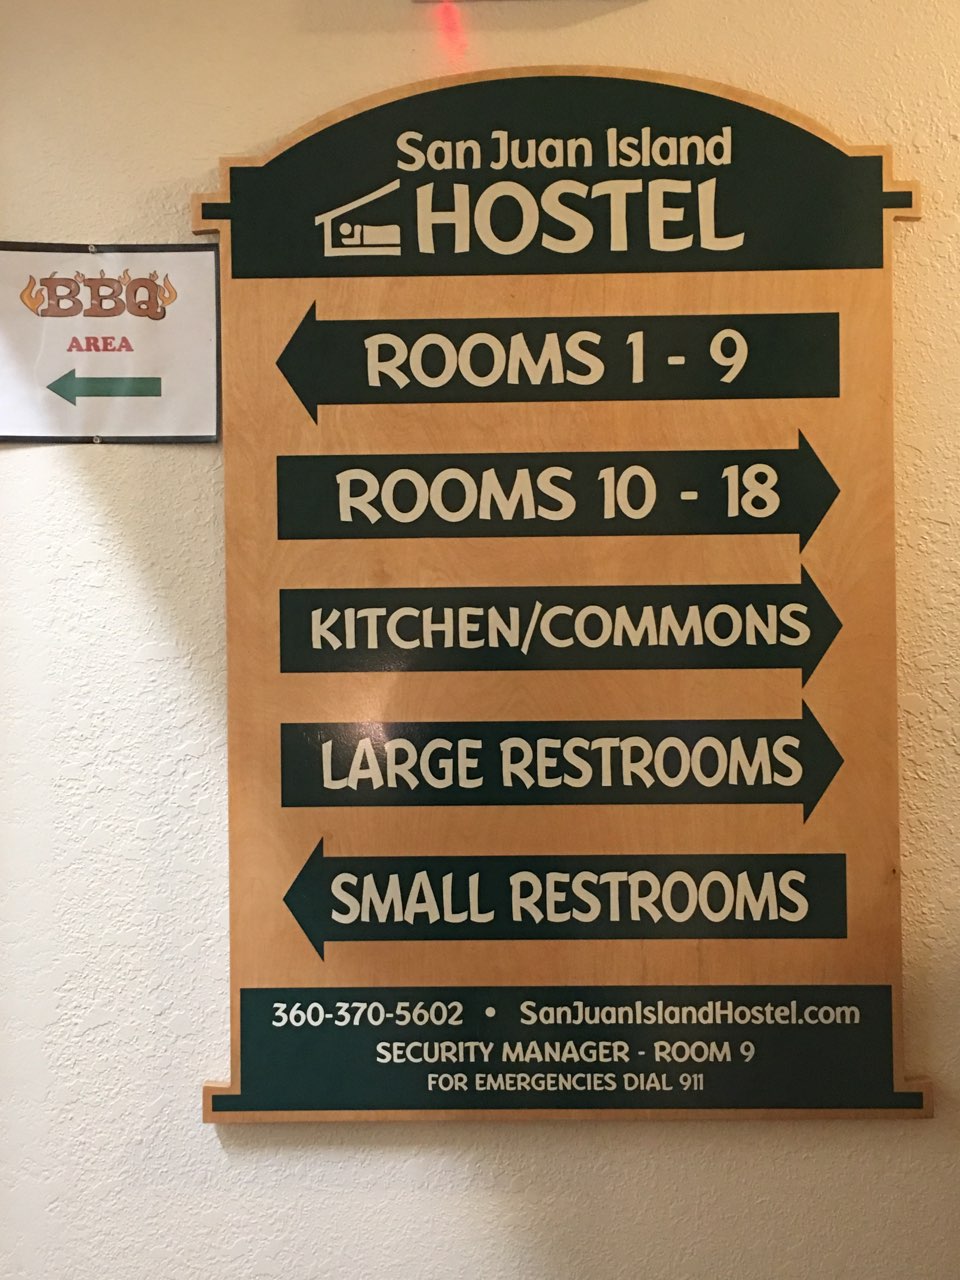 San Juan Island
HOSTEL
BBQ
AREA
ROOMS 1 - 9
ROOMS 10 - 18
KITCHEN/COMMONS
LARGE RESTROOMS
SMALL RESTROOMS
360-370-5602 • SanJuanIslandHostel.com
SECURITY MANAGER - ROOM 9
FOR EMERGENCIES DIAL 911